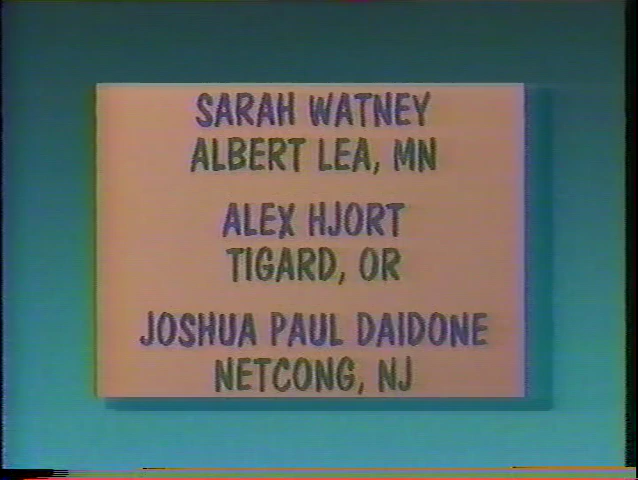 SARAH WATNEY
ALBERT LEA, MN
ALEX HJORT
TIGARD, OR
JOSHUA PAUL DAIDONE
NETCONG, NJ